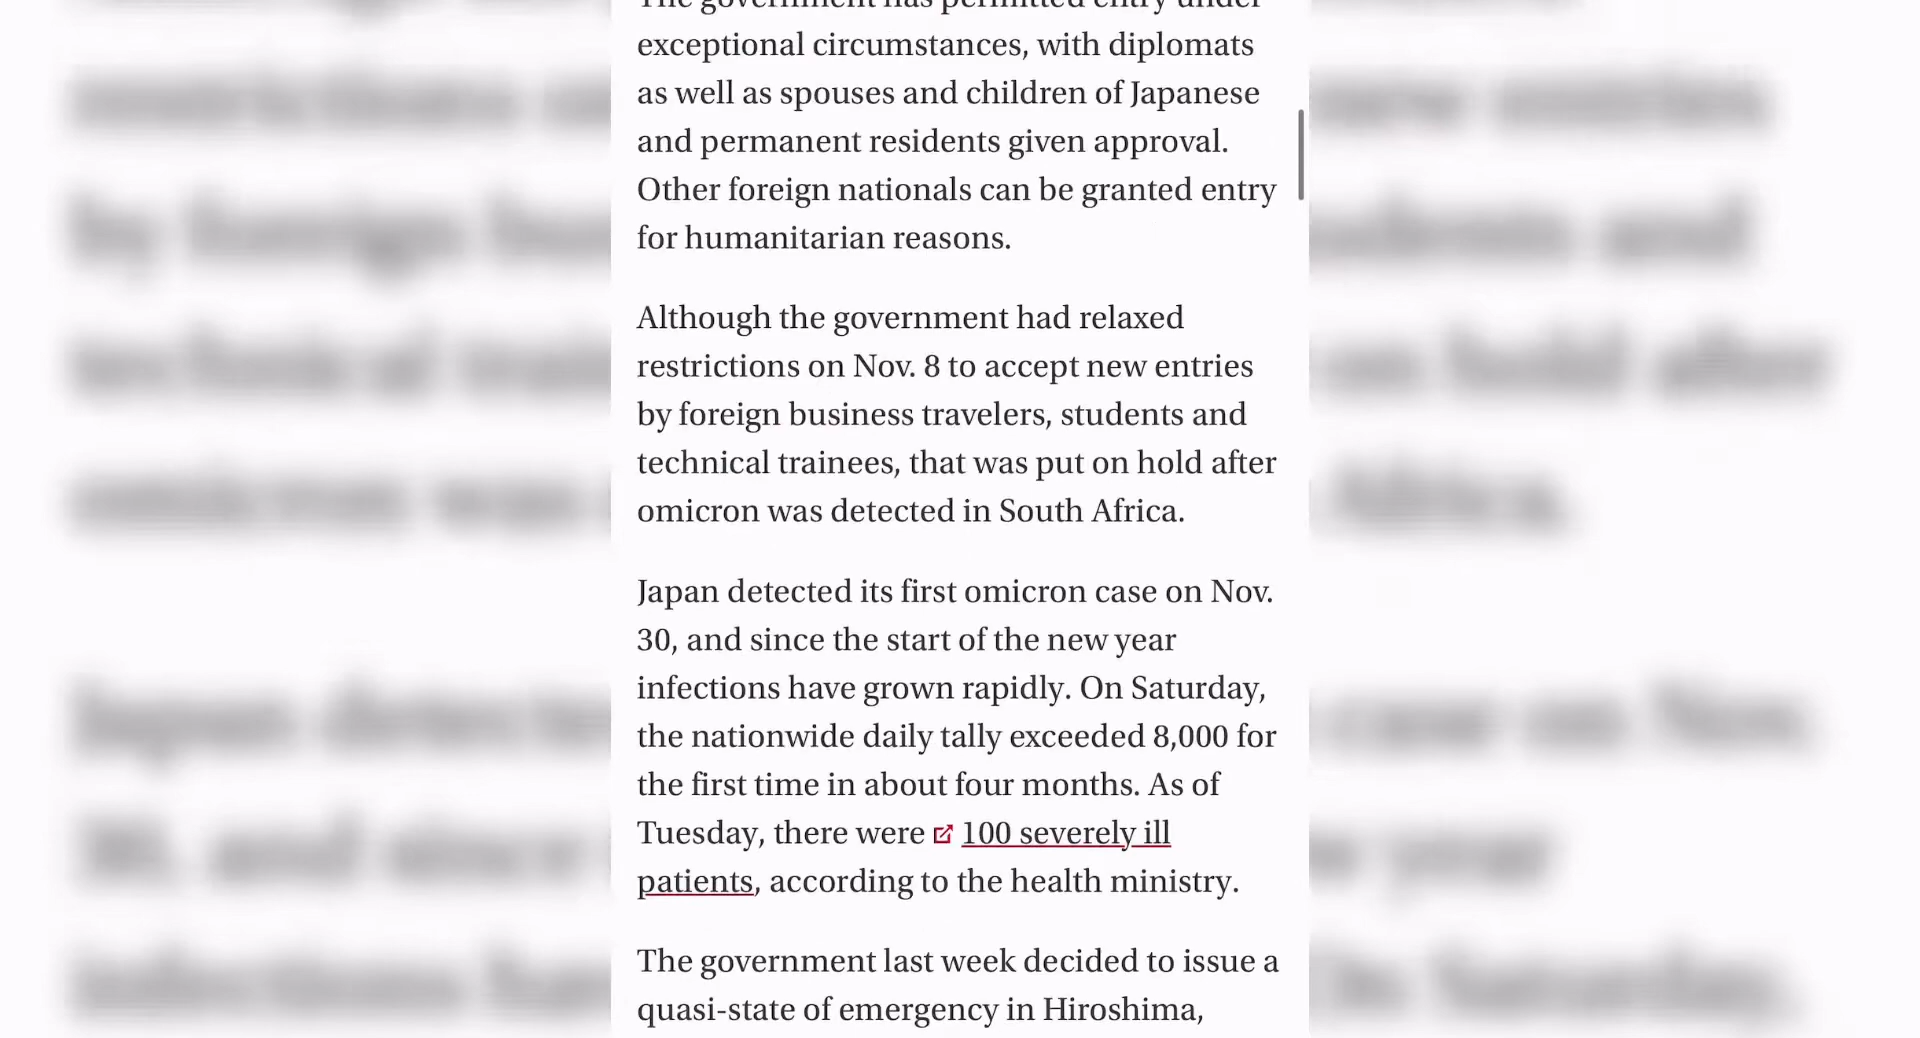 The government has permitted entry under
exceptional circumstances, with diplomats
as well as spouses and children of Japanese
and permanent residents given approval.
Other foreign nationals can be granted entry
for humanitarian reasons.
Although the government had relaxed
restrictions on Nov. 8 to accept new entries
by foreign business travelers, students and
technical trainees, that was put on hold after
omicron was detected in South Africa.
Japan detected its first omicron case on Nov.
30, and since the start of the new year
infections have grown rapidly. On Saturday,
the nationwide daily tally exceeded 8,000 for
the first time in about four months. As of
Tuesday, there were 100 severely ill
patients, according to the health ministry.
The government last week decided to issue a
quasi-state of emergency in Hiroshima,